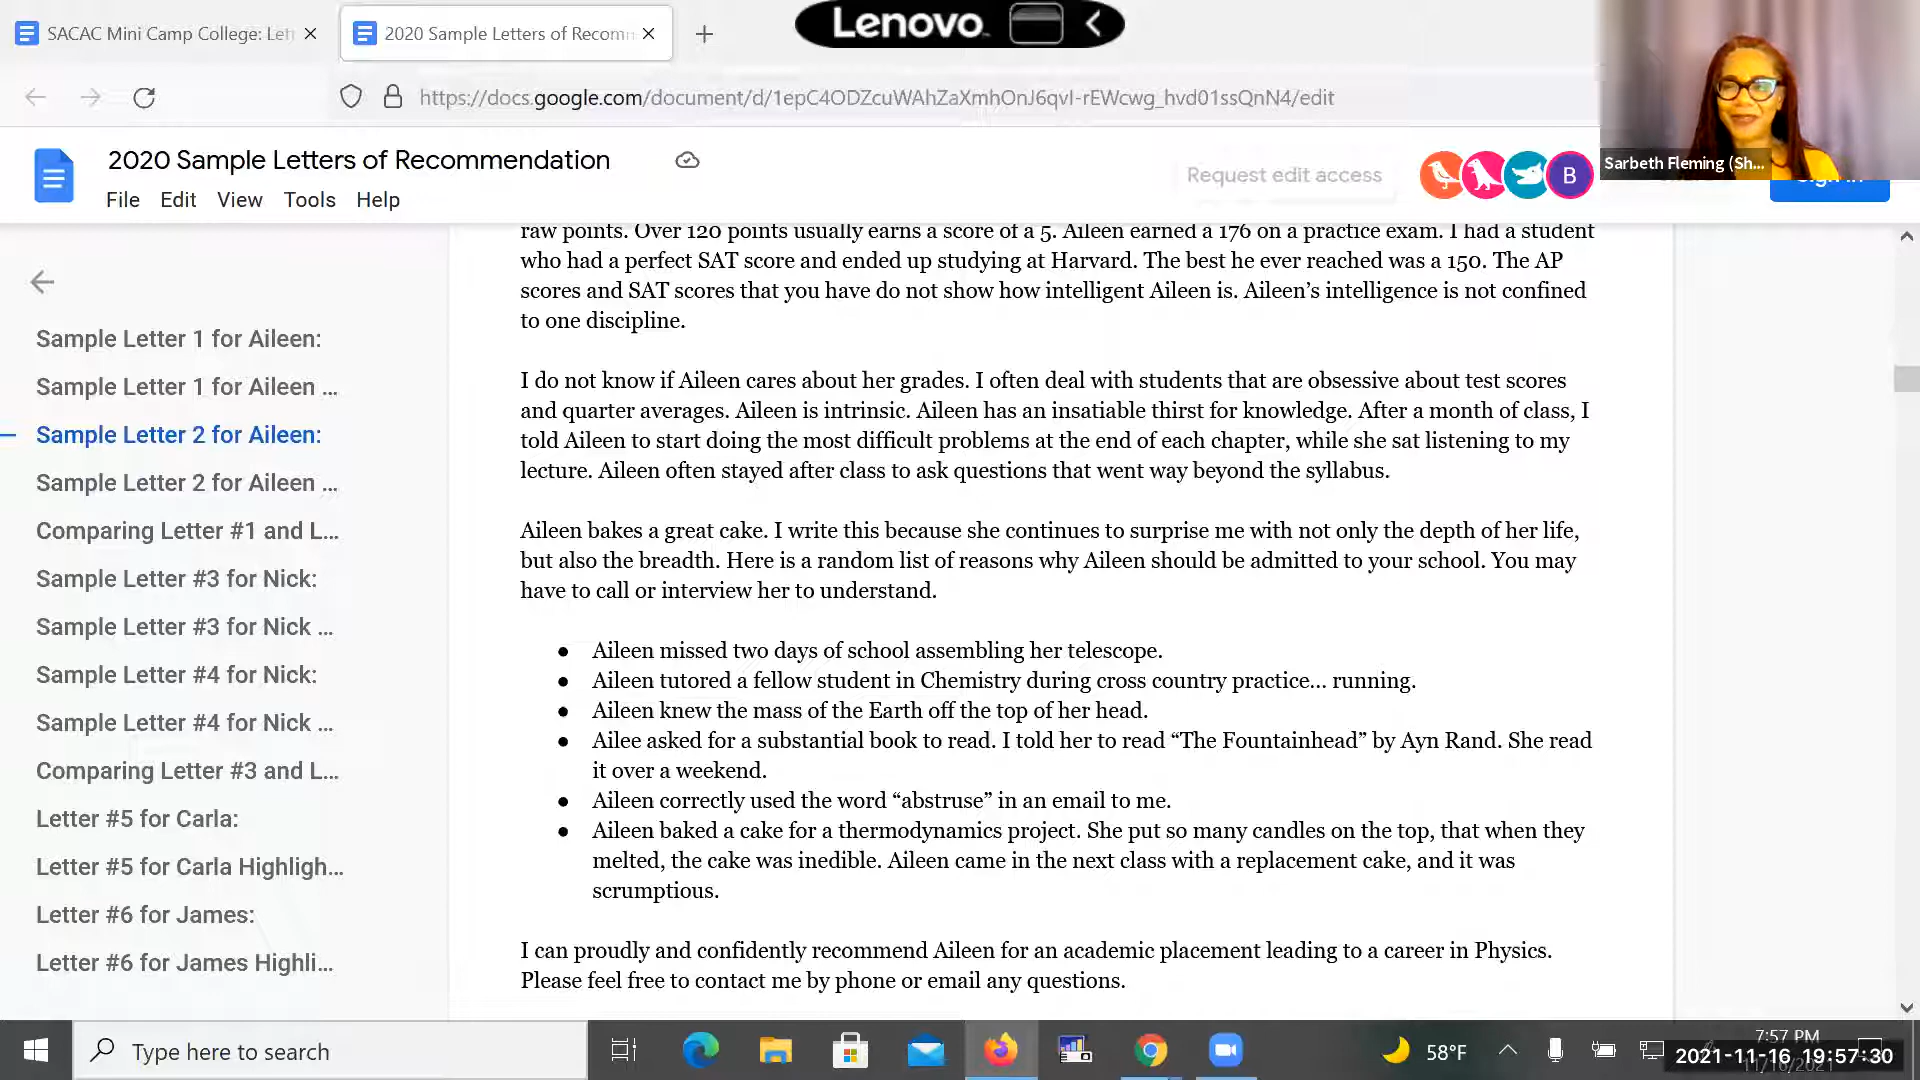 SACAC Mini Camp College: Let
2020 Sample Letters of Recomm
Lenovo
https://docs.google.com/document/d/1epC4ODZcuWAhZaXmhOnJ6qvI-rEWcwg_hvd01ssQnN4/edit
2020 Sample Letters of Recommendation
File Edit View Tools Help
Request edit access
B
Sarbeth Fleming (Sh...
raw points. Over 120 points usually earns a score of a 5. Aileen earned a 176 on a practice exam. I had a student
who had a perfect SAT score and ended up studying at Harvard. The best he ever reached was a 150. The AP
scores and SAT scores that you have do not show how intelligent Aileen is. Aileen’s intelligence is not confined
to one discipline.
I do not know if Aileen cares about her grades. I often deal with students that are obsessive about test scores
and quarter averages. Aileen is intrinsic. Aileen has an insatiable thirst for knowledge. After a month of class, I
told Aileen to start doing the most difficult problems at the end of each chapter, while she sat listening to my
lecture. Aileen often stayed after class to ask questions that went way beyond the syllabus.
Aileen bakes a great cake. I write this because she continues to surprise me with not only the depth of her life,
but also the breadth. Here is a random list of reasons why Aileen should be admitted to your school. You may
have to call or interview her to understand.
● Aileen missed two days of school assembling her telescope.
● Aileen tutored a fellow student in Chemistry during cross country practice... running.
● Aileen knew the mass of the Earth off the top of her head.
● Ailee asked for a substantial book to read. I told her to read “The Fountainhead” by Ayn Rand. She read
it over a weekend.
● Aileen correctly used the word “abstruse” in an email to me.
● Aileen baked a cake for a thermodynamics project. She put so many candles on the top, that when they
melted, the cake was inedible. Aileen came in the next class with a replacement cake, and it was
scrumptious.
I can proudly and confidently recommend Aileen for an academic placement leading to a career in Physics.
Please feel free to contact me by phone or email any questions.
Sample Letter 1 for Aileen:
Sample Letter 1 for Aileen ...
Sample Letter 2 for Aileen:
Sample Letter 2 for Aileen ...
Comparing Letter #1 and L...
Sample Letter #3 for Nick:
Sample Letter #3 for Nick ...
Sample Letter #4 for Nick:
Sample Letter #4 for Nick ...
Comparing Letter #3 and L...
Letter #5 for Carla:
Letter #5 for Carla Highligh...
Letter #6 for James:
Letter #6 for James Highli...
Type here to search
58°F
7:57 PM
2021-11-16 19:57:30